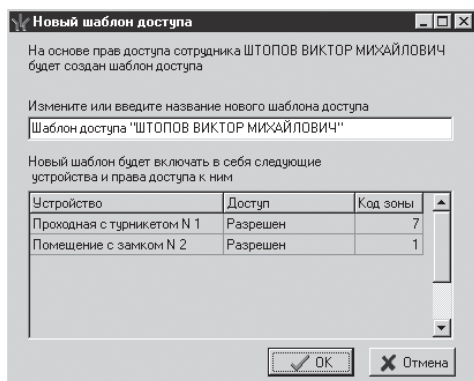 Новый шаблон доступа
На основе прав доступа сотрудника ШТОПОВ ВИКТОР МИХАЙЛОВИЧ
будет создан шаблон доступа
Измените или введите название нового шаблона доступа
Шаблон доступа "ШТОПОВ ВИКТОР МИХАЙЛОВИЧ"
Новый шаблон будет включать в себя следующие
устройства и права доступа к ним
Устройство Доступ Код зоны
Проходная с турникетом N 1 Разрешен 7
Помещение с замком N 2 Разрешен 1
OK Отмена